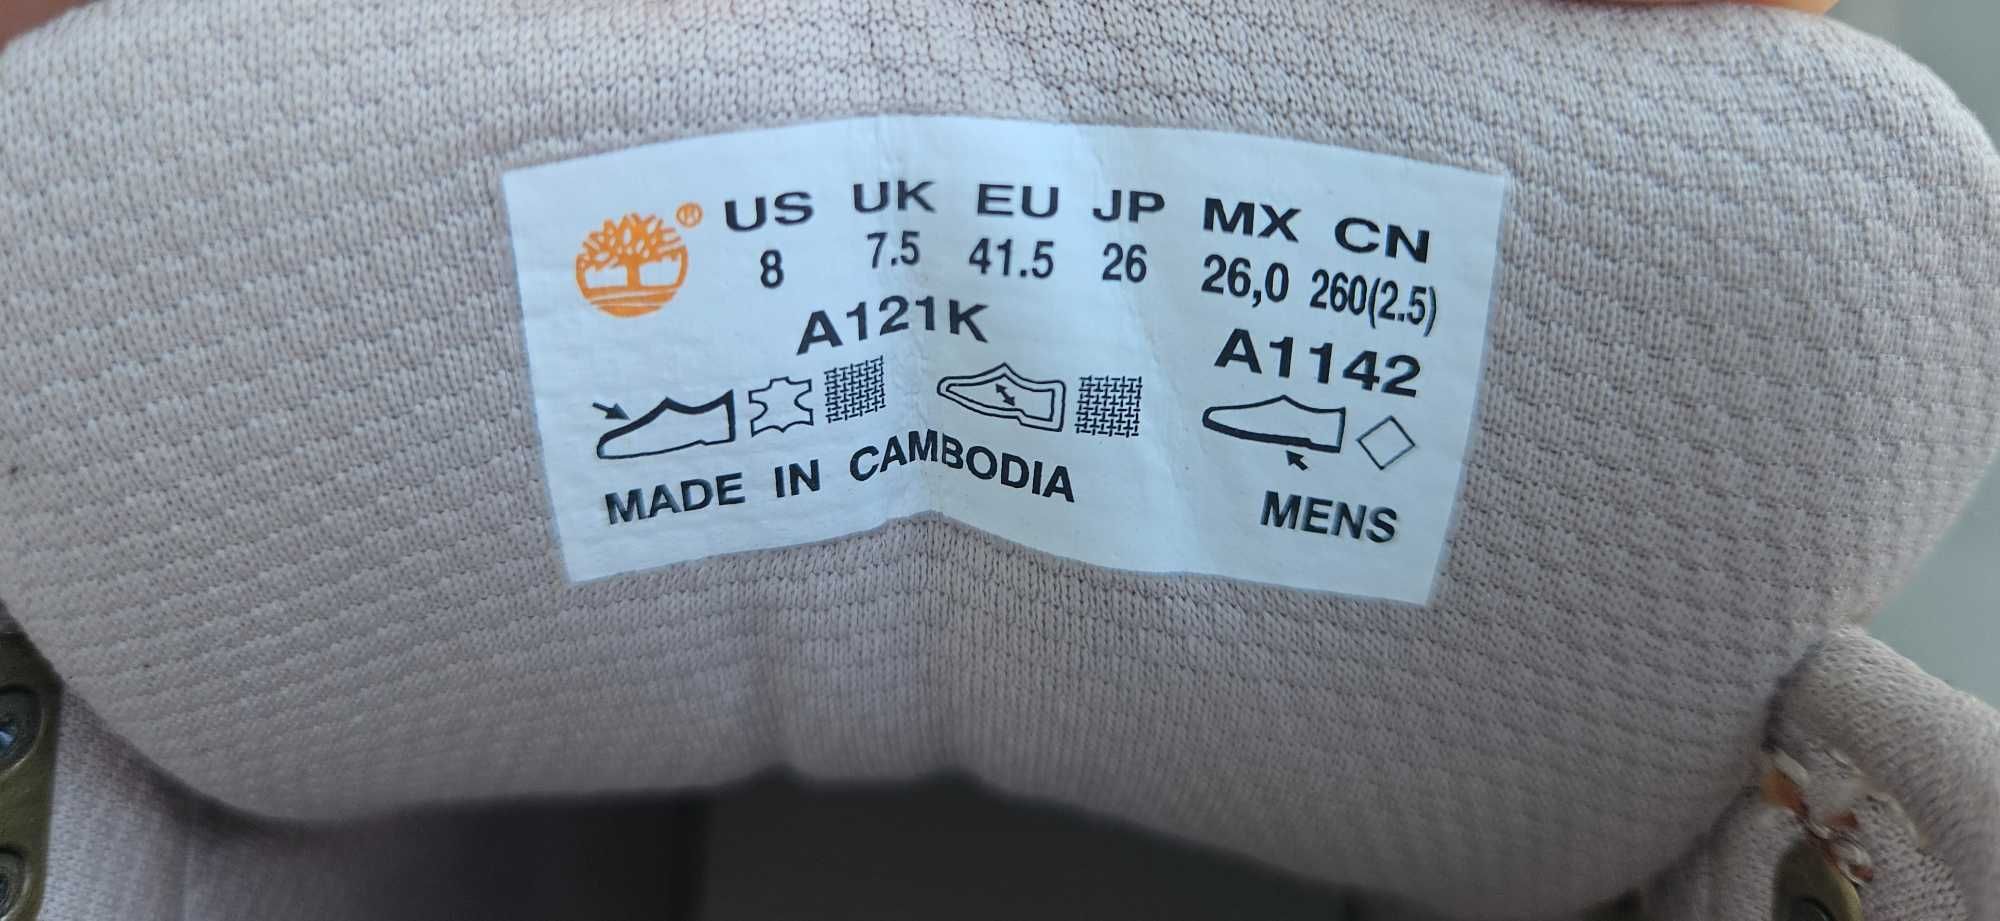 ® US UK EU JP MX CN
8 7.5 41.5 26 26,0 260(2.5)
A121K A1142
MADE IN CAMBODIA MENS